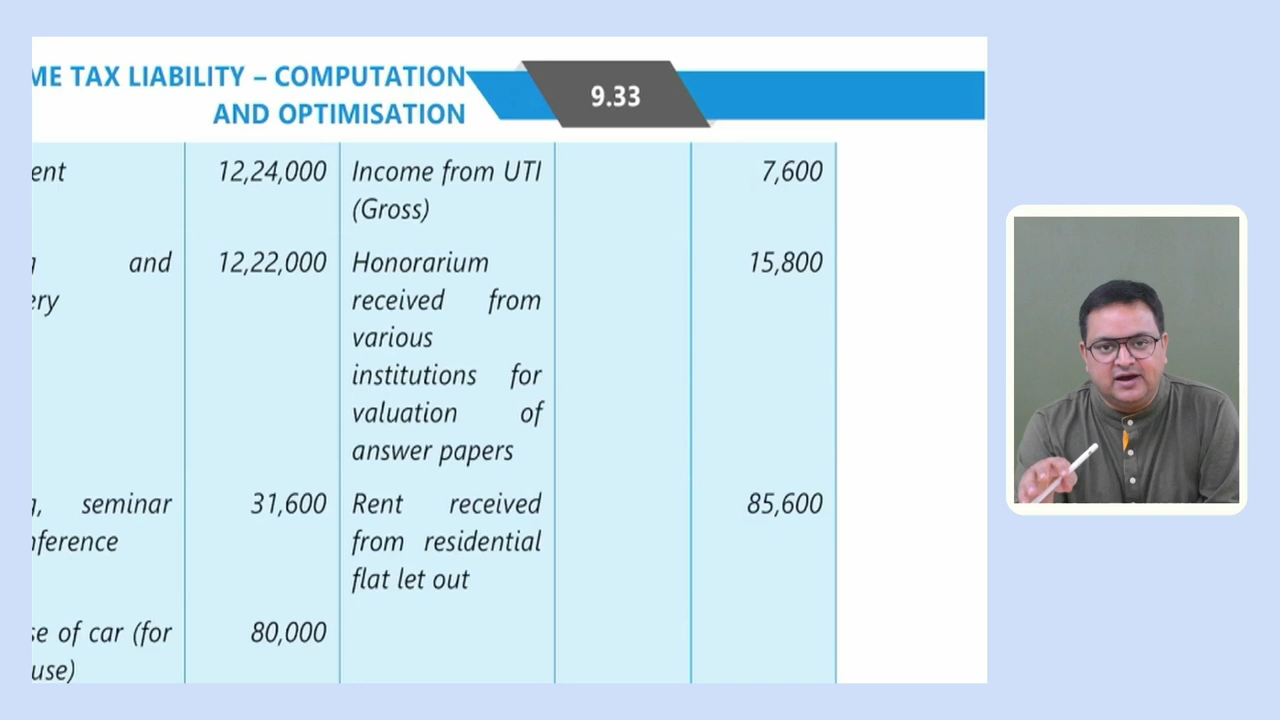 ME TAX LIABILITY – COMPUTATION
AND OPTIMISATION
9.33
ent 12,24,000 Income from UTI 7,600
(Gross)
and 12,22,000 Honorarium 15,800
ery received from
various
institutions for
valuation of
answer papers
seminar 31,600 Rent received 85,600
nference from residential
flat let out
se of car (for 80,000
use)